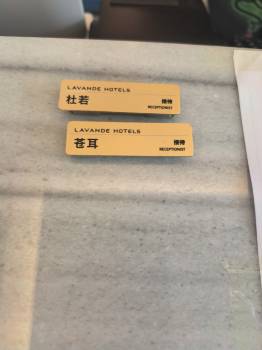 LAVANDE HOTELS
杜若 接待
RECEPTIONIST
LAVANDE HOTELS
苍耳 接待
RECEPTIONIST